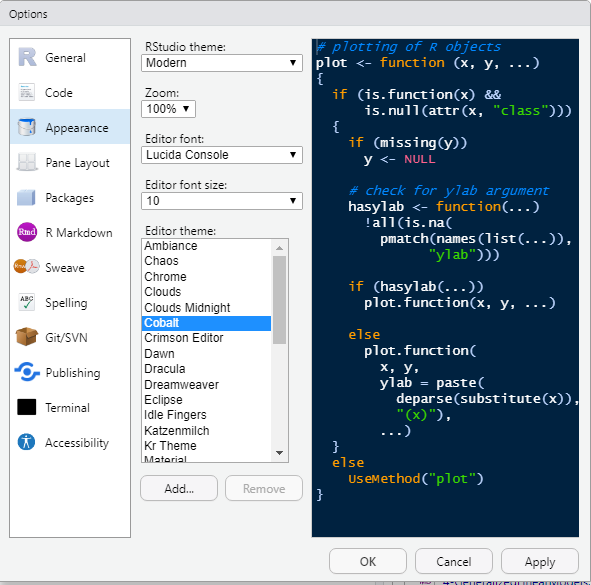 Options
General
Code
Appearance
Pane Layout
Packages
Rmd
R Markdown
Sweave
ABC
Spelling
Git/SVN
Publishing
Terminal
Accessibility
RStudio theme:
Modern
Zoom:
100%
Editor font:
Lucida Console
Editor font size:
10
Editor theme:
Ambiance
Chaos
Chrome
Clouds
Clouds Midnight
Cobalt
Crimson Editor
Dawn
Dracula
Dreamweaver
Eclipse
Idle Fingers
Katzenmilch
Kr Theme
Material
Add...
Remove
# plotting of R objects
plot <- function (x, y, ...)
{
  if (is.function(x) &&
      is.null(attr(x, "class")))
  {
    if (missing(y))
      y <- NULL

    # check for ylab argument
    hasylab <- function(...)
      !all(is.na(
        pmatch(names(list(...)),
              "ylab")))

    if (hasylab(...))
      plot.function(x, y, ...)

    else
      plot.function(
        x, y,
        ylab = paste(
          deparse(substitute(x)),
          "(x)"),
        ...)
  }
  else
    UseMethod("plot")
}
OK
Cancel
Apply